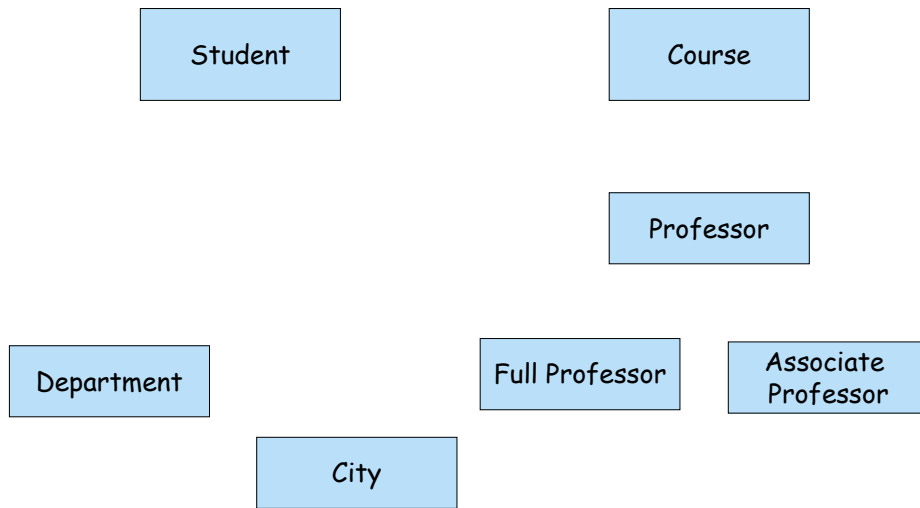 Student
Course
Professor
Department
Full Professor
Associate
Professor
City